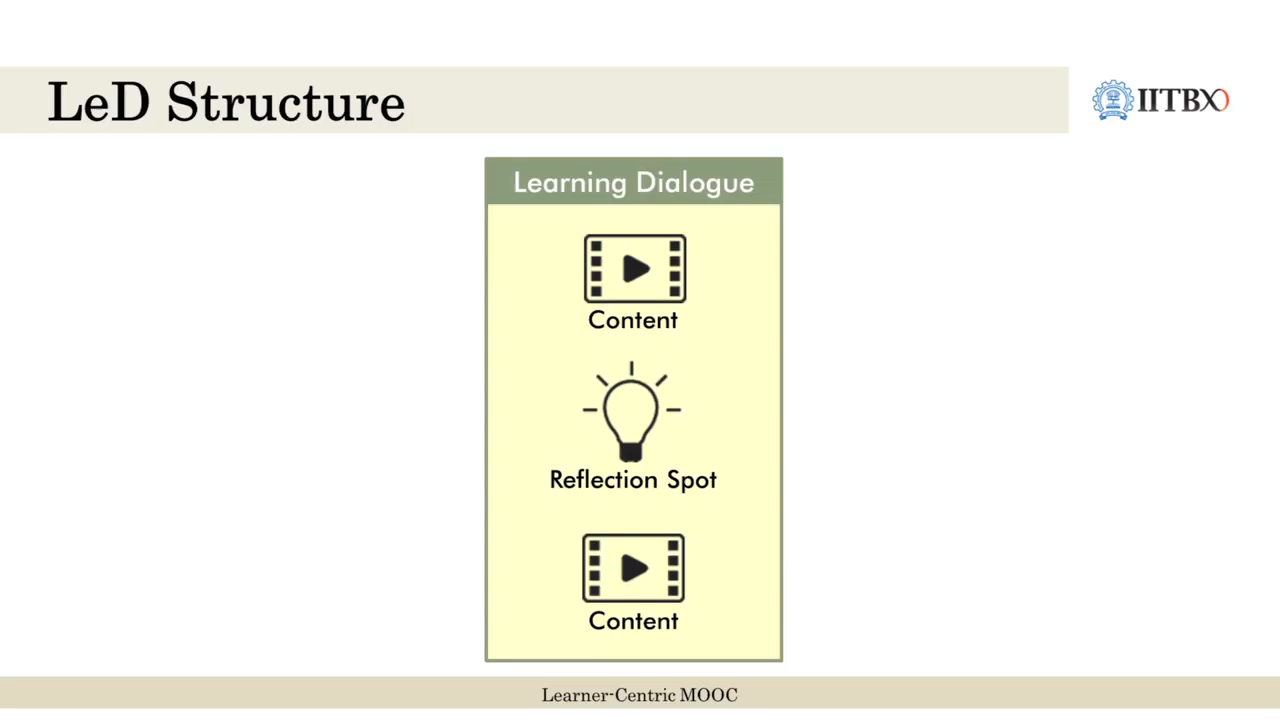 LeD Structure
IITBX
Learning Dialogue
Content
Reflection Spot
Content
Learner-Centric MOOC